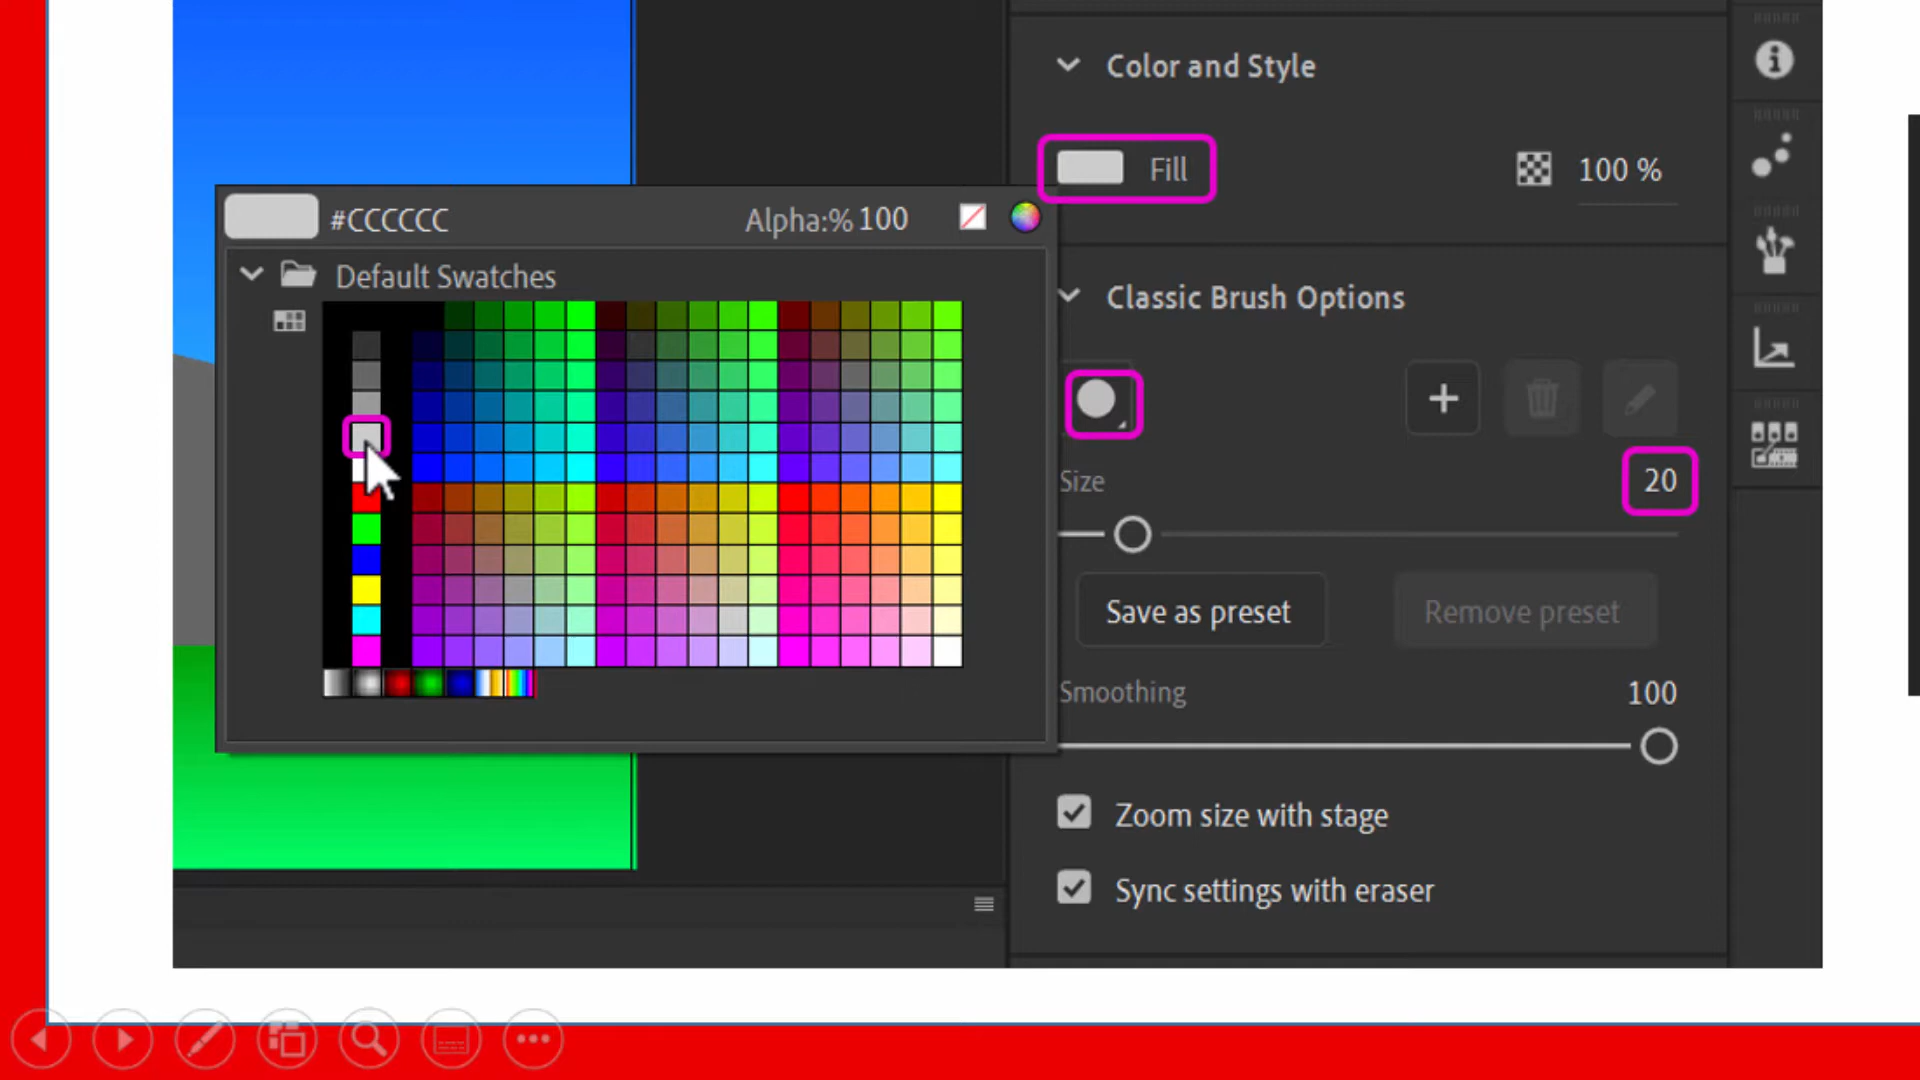 Color and Style
Fill
100 %
#CCCCCC
Alpha:% 100
Default Swatches
Classic Brush Options
Size
20
Save as preset
Remove preset
Smoothing
100
Zoom size with stage
Sync settings with eraser